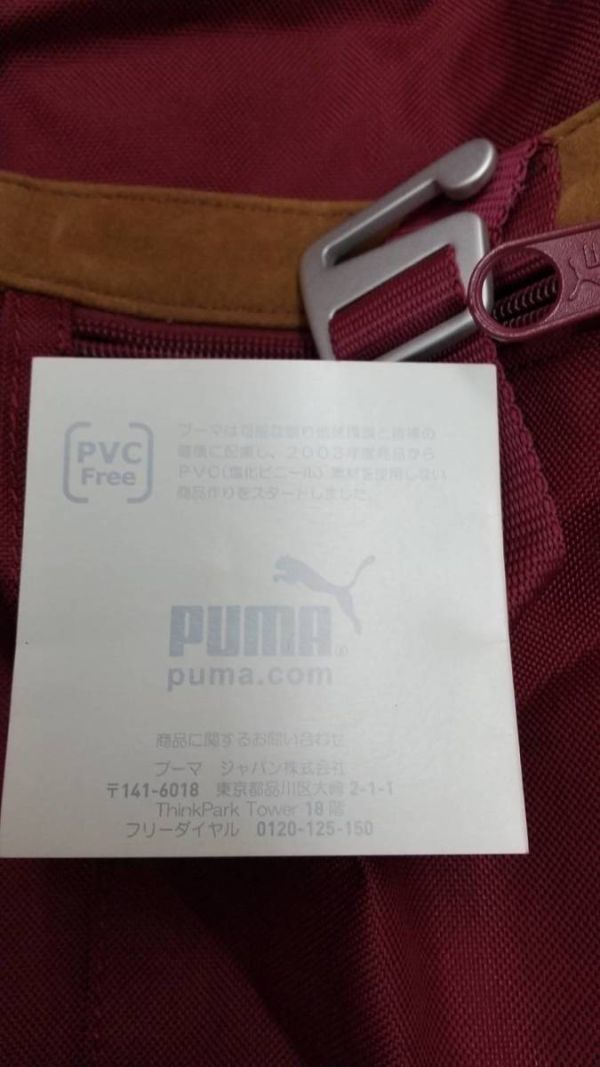 PVC
Free
プーマは可能な限り地球環境と皆様の
健康に配慮し、2003年度商品から
PVC(塩化ビニール)素材を使用しない
商品作りをスタートしました。
PUMA
puma.com
商品に関するお問い合わせ
プーマ ジャパン株式会社
〒141-6018 東京都品川区大崎 2-1-1
ThinkPark Tower 18 階
フリーダイヤル 0120-125-150